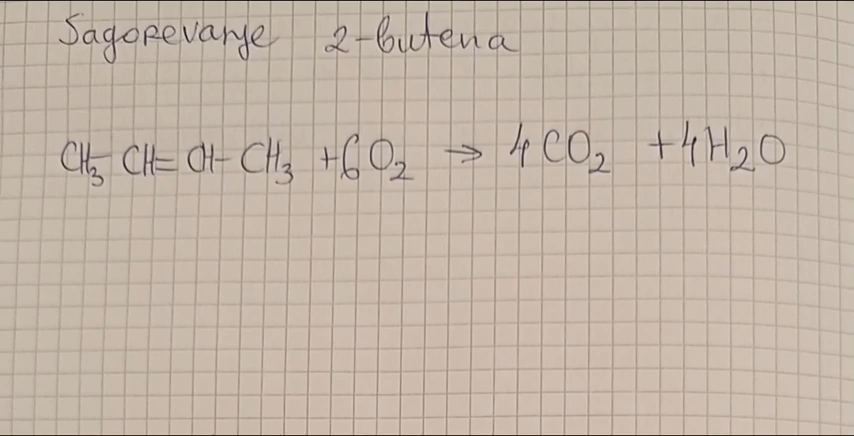 Sagorevanje 2-butena
CH₃-CH=CH-CH₃ +6O₂ → 4CO₂ +4H₂O